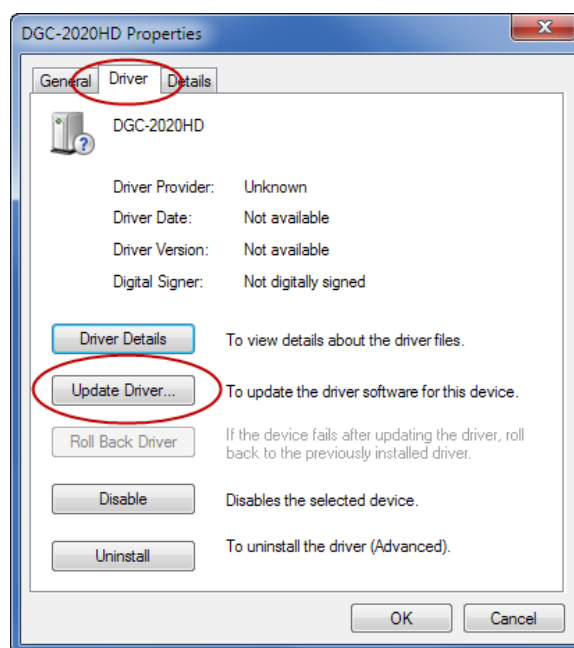 DGC-2020HD Properties
General Driver Details
DGC-2020HD
Driver Provider: Unknown
Driver Date: Not available
Driver Version: Not available
Digital Signer: Not digitally signed
Driver Details To view details about the driver files.
Update Driver... To update the driver software for this device.
Roll Back Driver If the device fails after updating the driver, roll
back to the previously installed driver.
Disable Disables the selected device.
Uninstall To uninstall the driver (Advanced).
OK Cancel